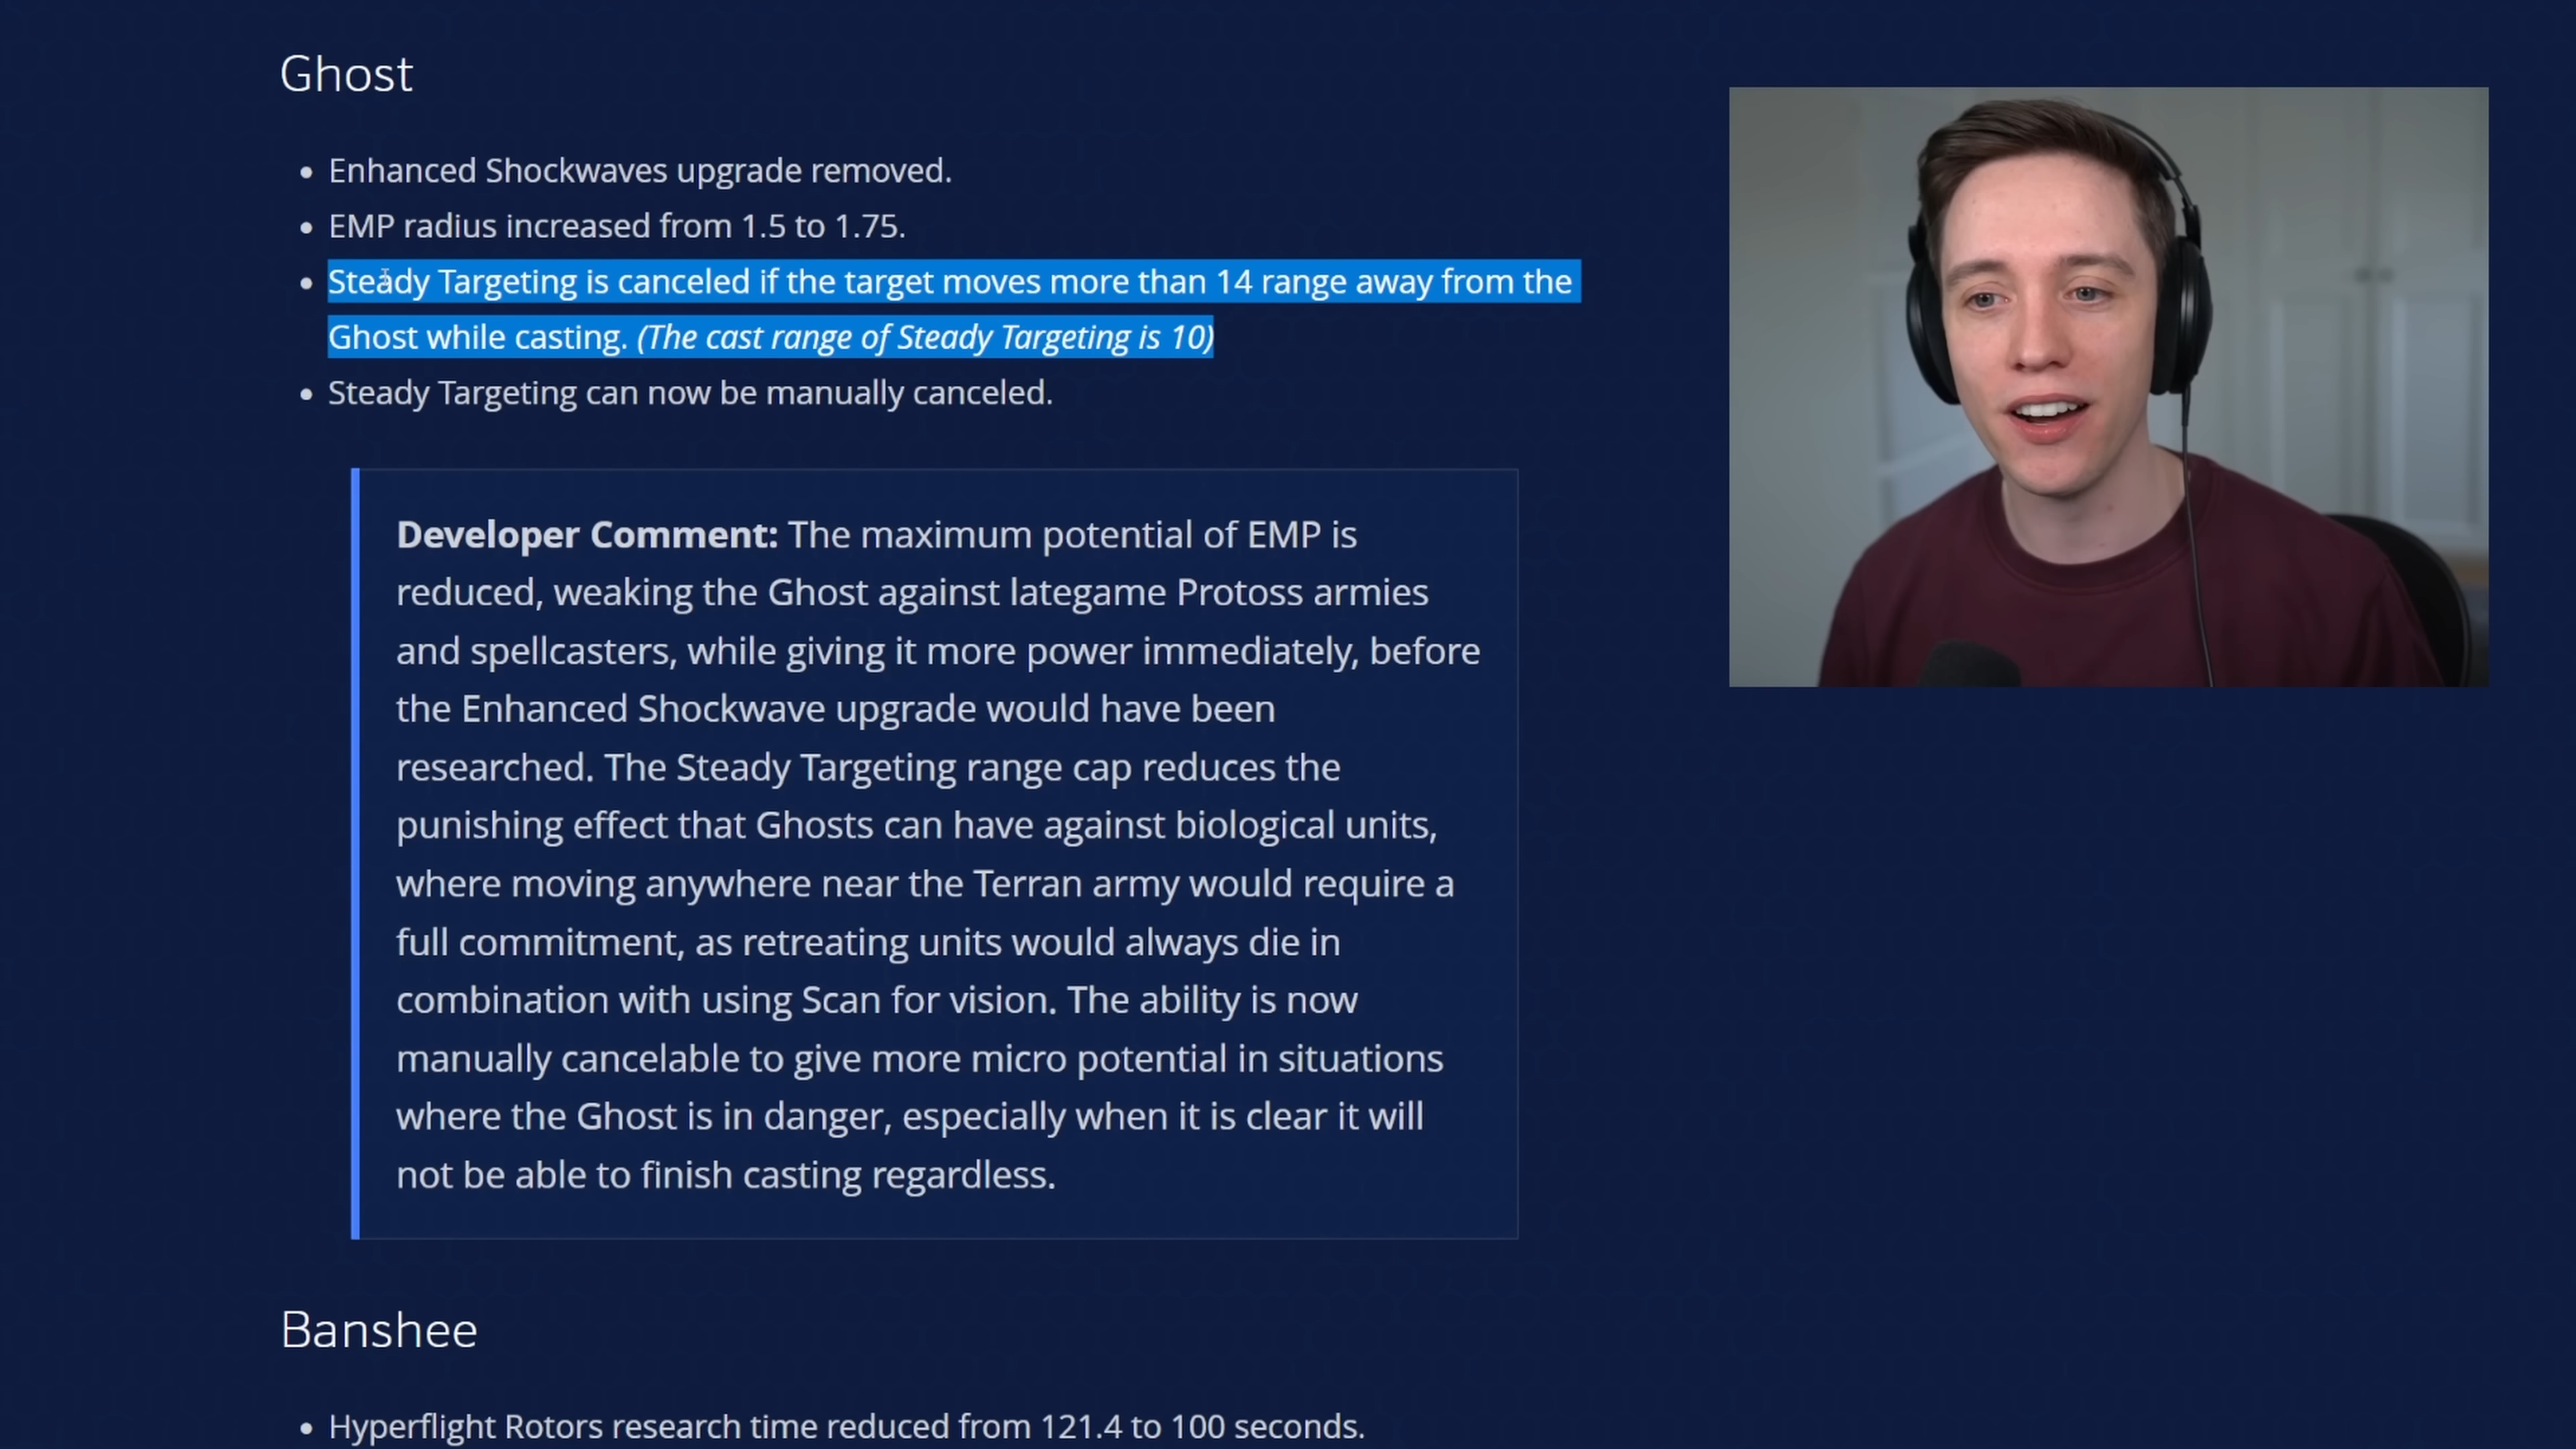 Ghost
Enhanced Shockwaves upgrade removed.
EMP radius increased from 1.5 to 1.75.
Steady Targeting is canceled if the target moves more than 14 range away from the
Ghost while casting. (The cast range of Steady Targeting is 10)
Steady Targeting can now be manually canceled.
Developer Comment: The maximum potential of EMP is
reduced, weaking the Ghost against lategame Protoss armies
and spellcasters, while giving it more power immediately, before
the Enhanced Shockwave upgrade would have been
researched. The Steady Targeting range cap reduces the
punishing effect that Ghosts can have against biological units,
where moving anywhere near the Terran army would require a
full commitment, as retreating units would always die in
combination with using Scan for vision. The ability is now
manually cancelable to give more micro potential in situations
where the Ghost is in danger, especially when it is clear it will
not be able to finish casting regardless.
Banshee
Hyperflight Rotors research time reduced from 121.4 to 100 seconds.